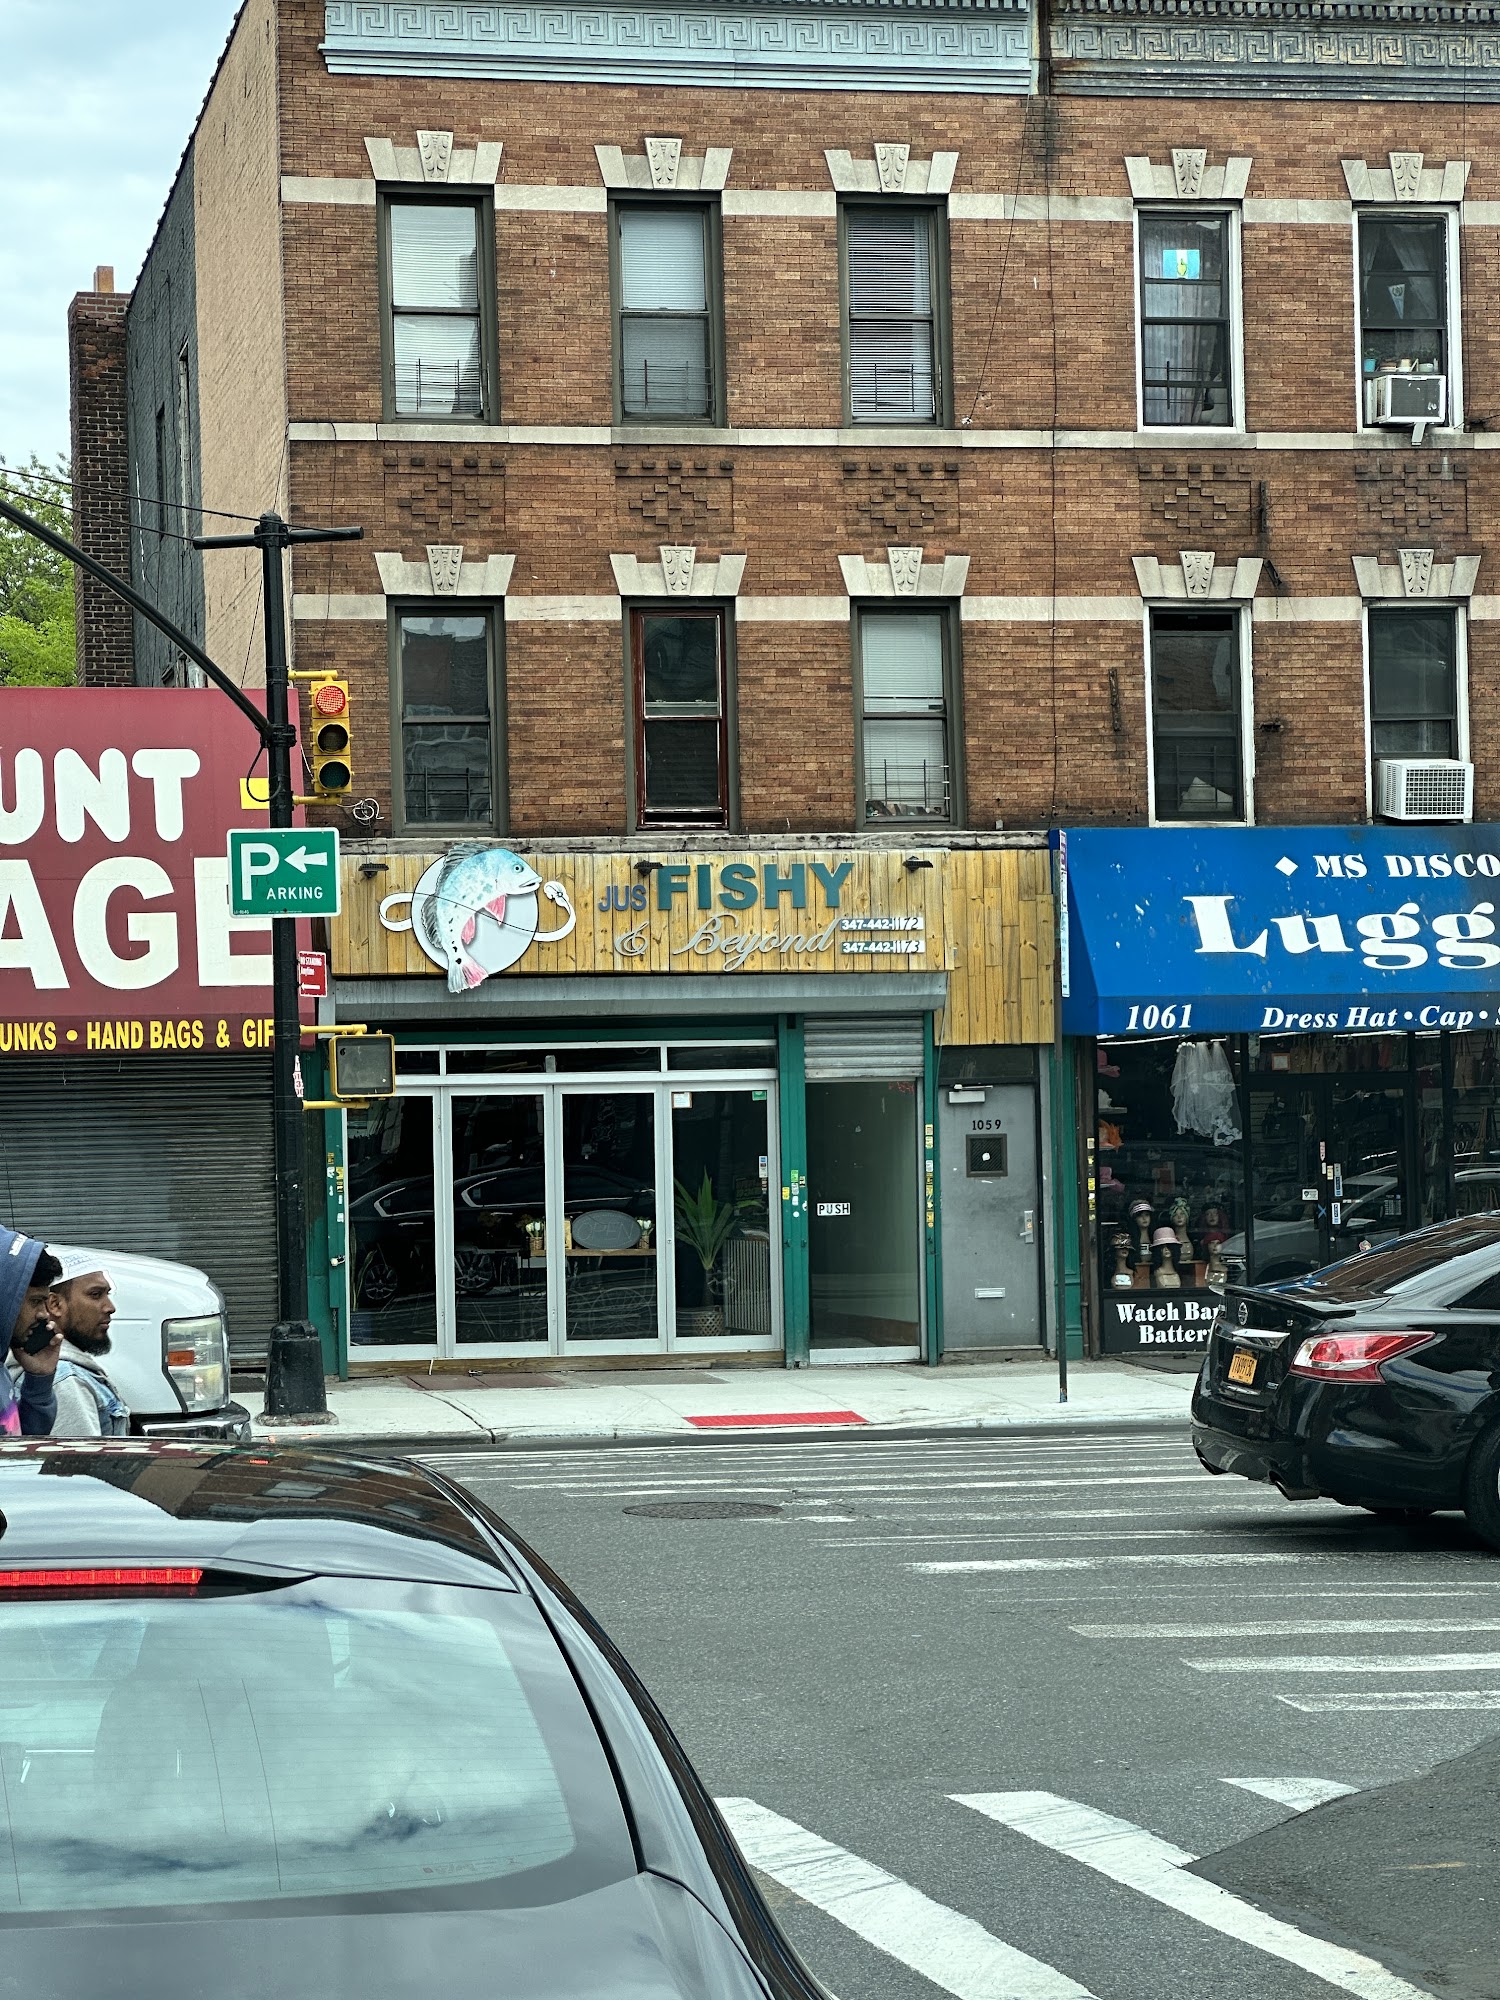 UNT
AGE
UNKS • HAND BAGS & GIF
P ARKING
JUS FISHY
& Beyond
347-442-1172
347-442-1173
PUSH
1059
MS DISCO
Lugg
1061 Dress Hat • Cap •
Watch Ba
Batter